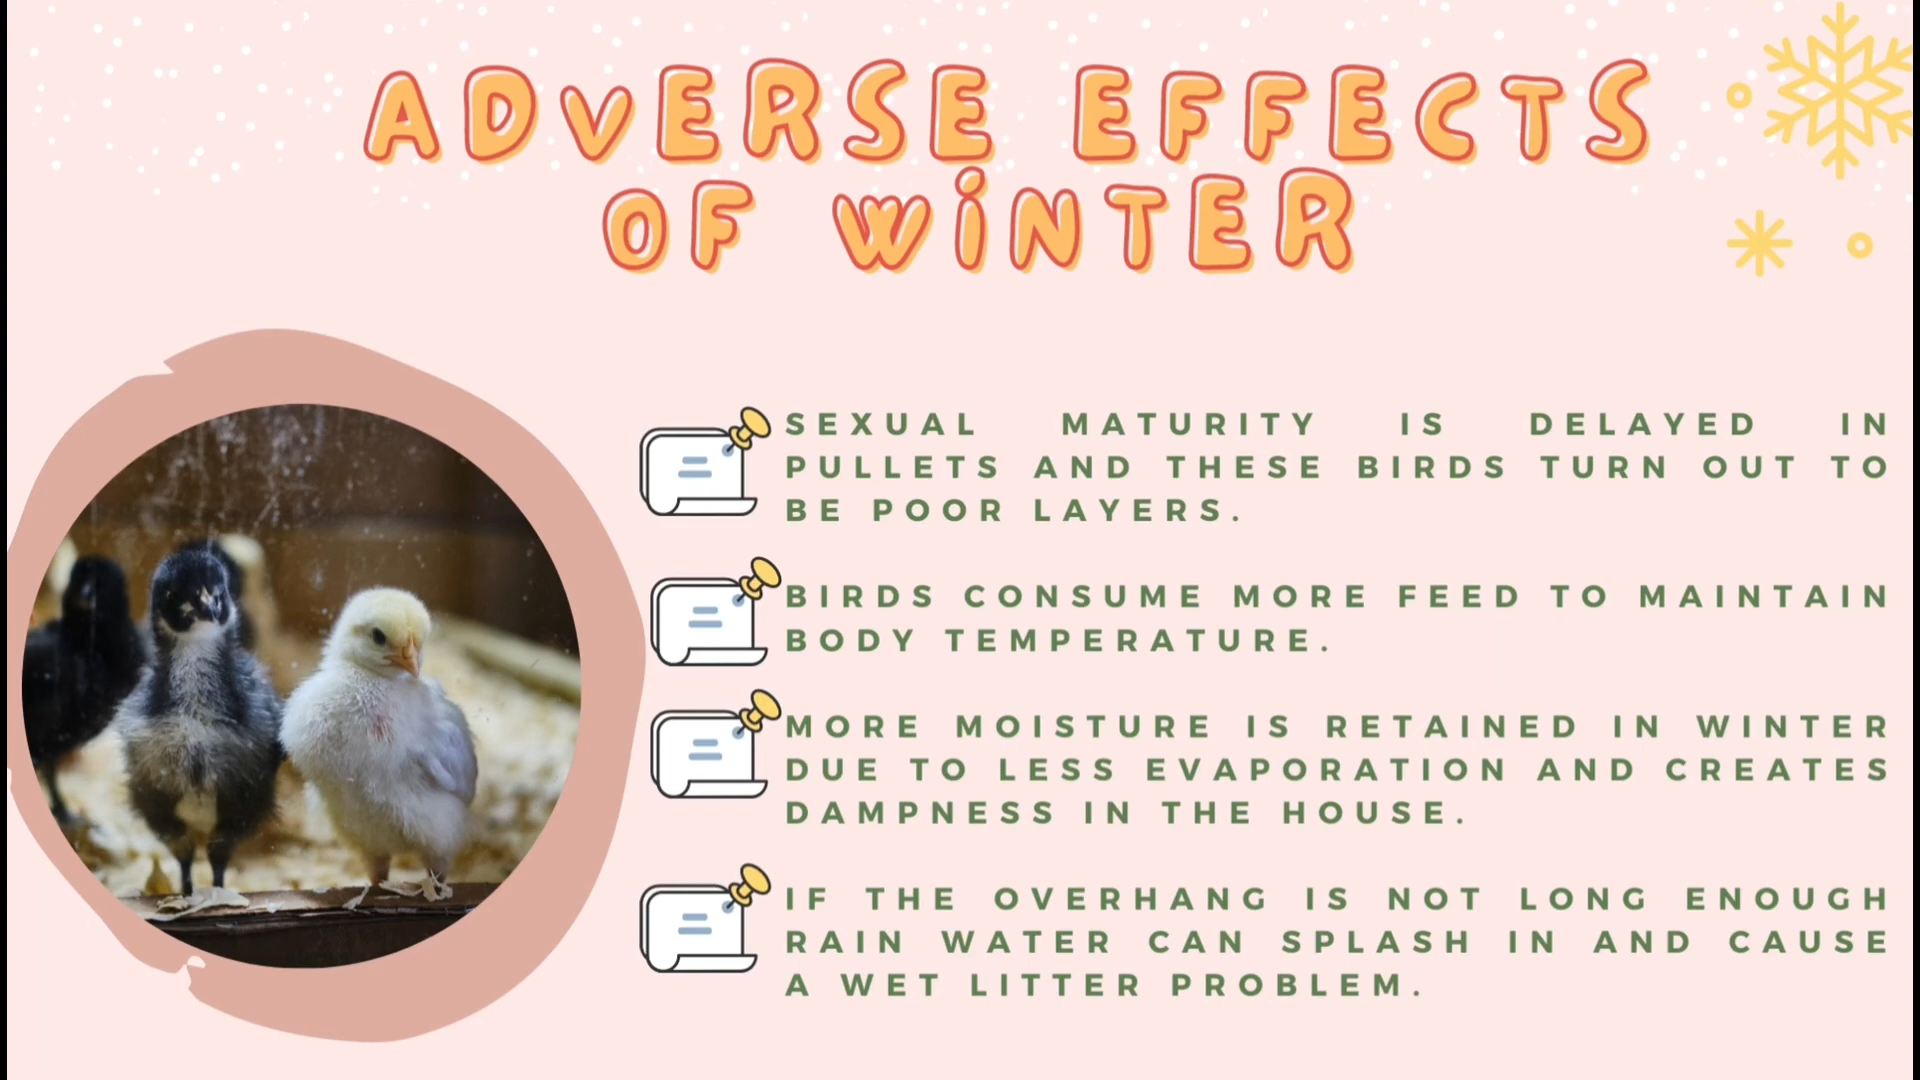 ADVERSE EFFECTS
OF WINTER
SEXUAL MATURITY IS DELAYED IN
PULLETS AND THESE BIRDS TURN OUT TO
BE POOR LAYERS.
BIRDS CONSUME MORE FEED TO MAINTAIN
BODY TEMPERATURE.
MORE MOISTURE IS RETAINED IN WINTER
DUE TO LESS EVAPORATION AND CREATES
DAMPNESS IN THE HOUSE.
IF THE OVERHANG IS NOT LONG ENOUGH
RAIN WATER CAN SPLASH IN AND CAUSE
A WET LITTER PROBLEM.